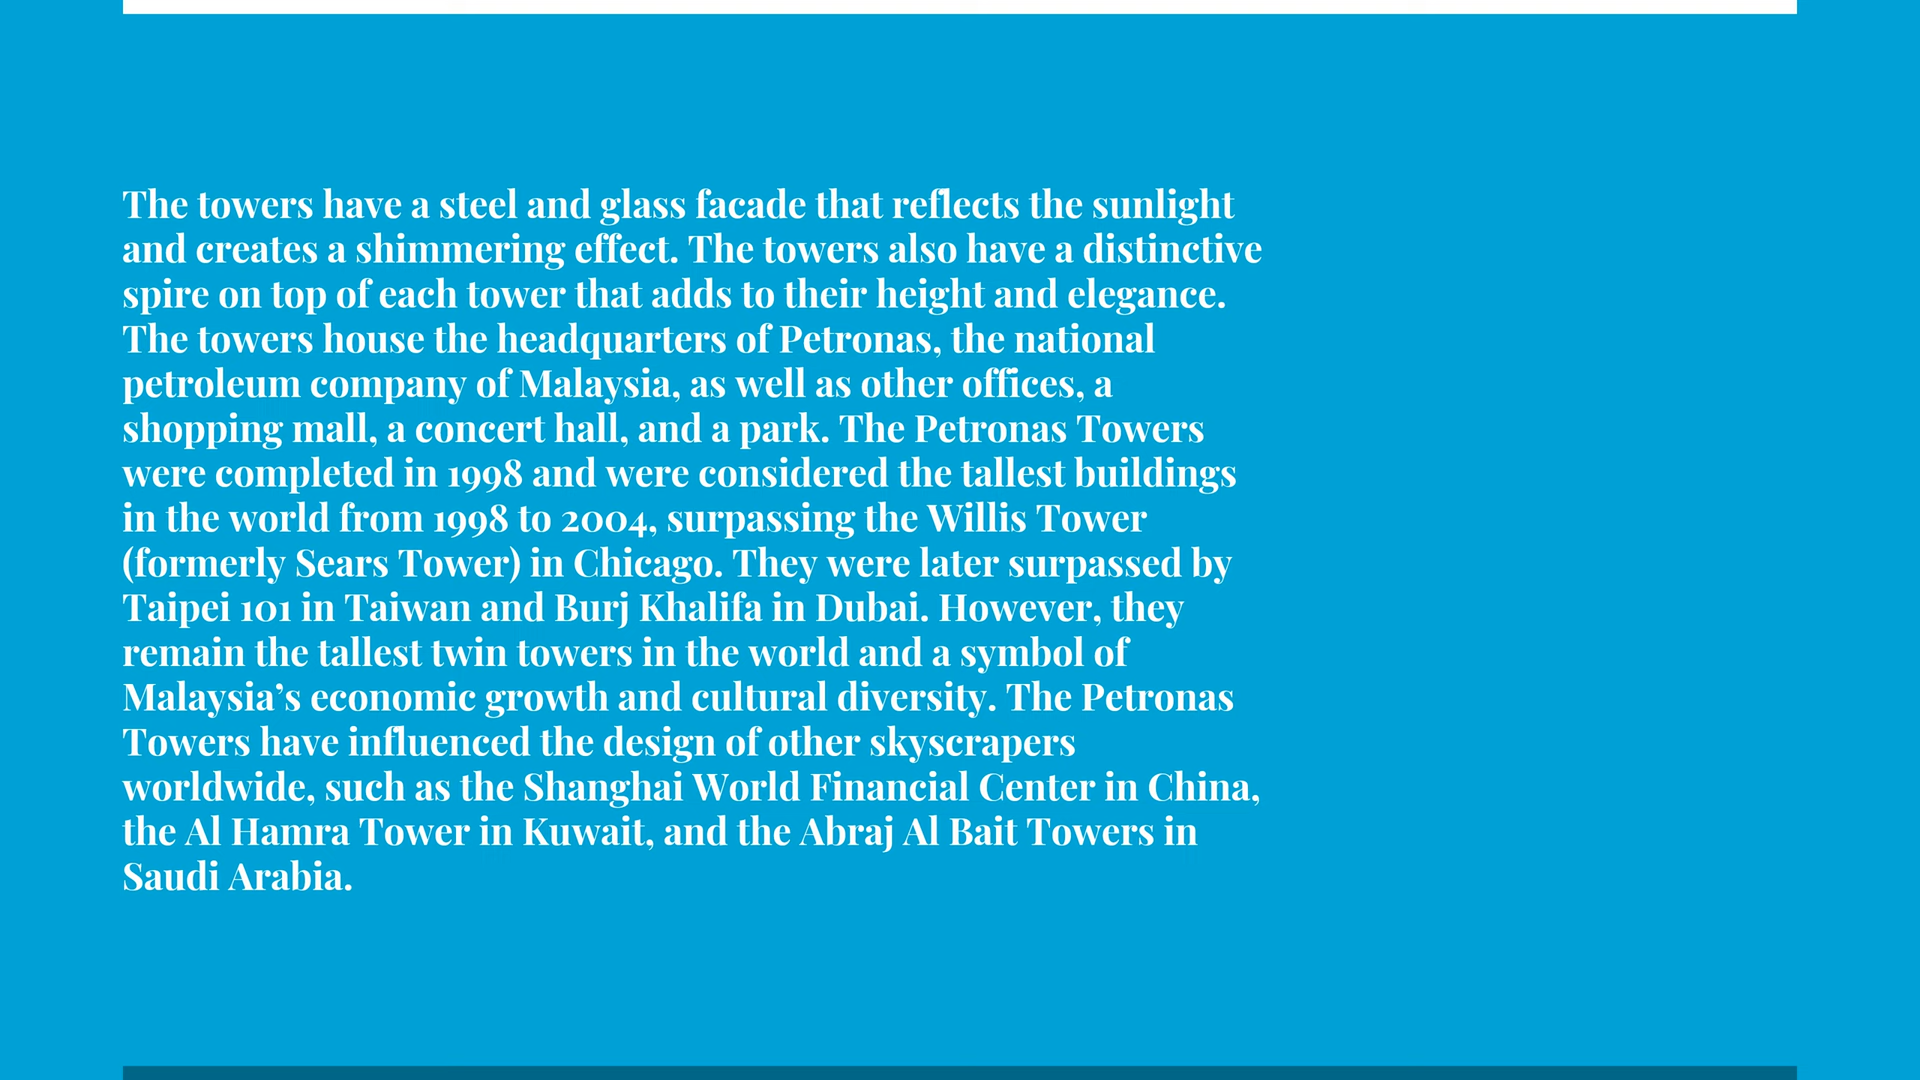 The towers have a steel and glass facade that reflects the sunlight
and creates a shimmering effect. The towers also have a distinctive
spire on top of each tower that adds to their height and elegance.
The towers house the headquarters of Petronas, the national
petroleum company of Malaysia, as well as other offices, a
shopping mall, a concert hall, and a park. The Petronas Towers
were completed in 1998 and were considered the tallest buildings
in the world from 1998 to 2004, surpassing the Willis Tower
(formerly Sears Tower) in Chicago. They were later surpassed by
Taipei 101 in Taiwan and Burj Khalifa in Dubai. However, they
remain the tallest twin towers in the world and a symbol of
Malaysia’s economic growth and cultural diversity. The Petronas
Towers have influenced the design of other skyscrapers
worldwide, such as the Shanghai World Financial Center in China,
the Al Hamra Tower in Kuwait, and the Abraj Al Bait Towers in
Saudi Arabia.